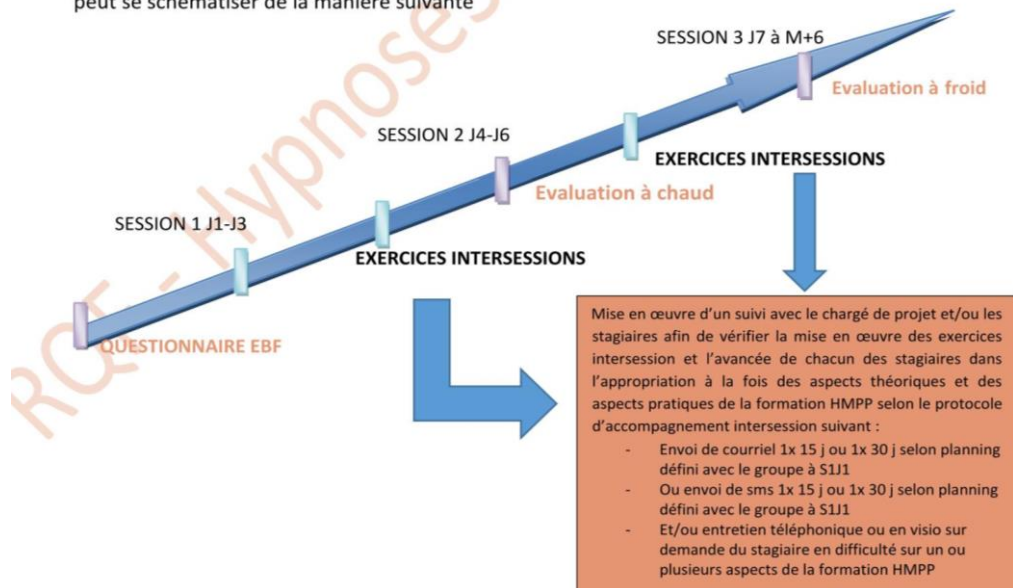 peut se schématiser de la manière suivante
SESSION 3 J7 à M+6
Evaluation à froid
SESSION 2 J4-J6
EXERCICES INTERSESSIONS
Evaluation à chaud
SESSION 1 J1-J3
EXERCICES INTERSESSIONS
QUESTIONNAIRE EBF
Mise en œuvre d'un suivi avec le chargé de projet et/ou les
stagiaires afin de vérifier la mise en œuvre des exercices
intersession et l'avancée de chacun des stagiaires dans
l'appropriation à la fois des aspects théoriques et des
aspects pratiques de la formation HMPP selon le protocole
d'accompagnement intersession suivant :
- Envoi de courriel 1x 15 j ou 1x 30 j selon planning
défini avec le groupe à S1J1
- Ou envoi de sms 1x 15 j ou 1x 30 j selon planning
défini avec le groupe à S1J1
- Et/ou entretien téléphonique ou en visio sur
demande du stagiaire en difficulté sur un ou
plusieurs aspects de la formation HMPP
RQF - Hypnoses